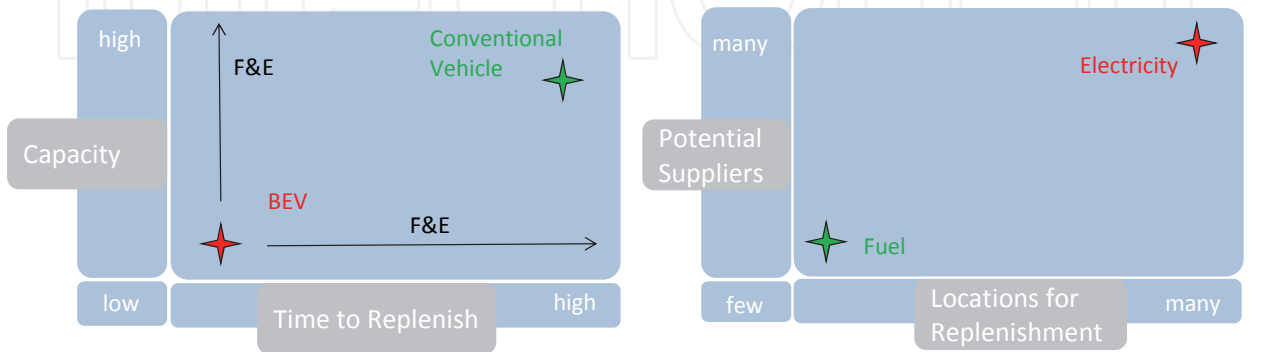 high
F&E
Conventional
Vehicle
Capacity
BEV
F&E
low
Time to Replenish
high
many
Electricity
Potential
Suppliers
Fuel
few
Locations for
Replenishment
many